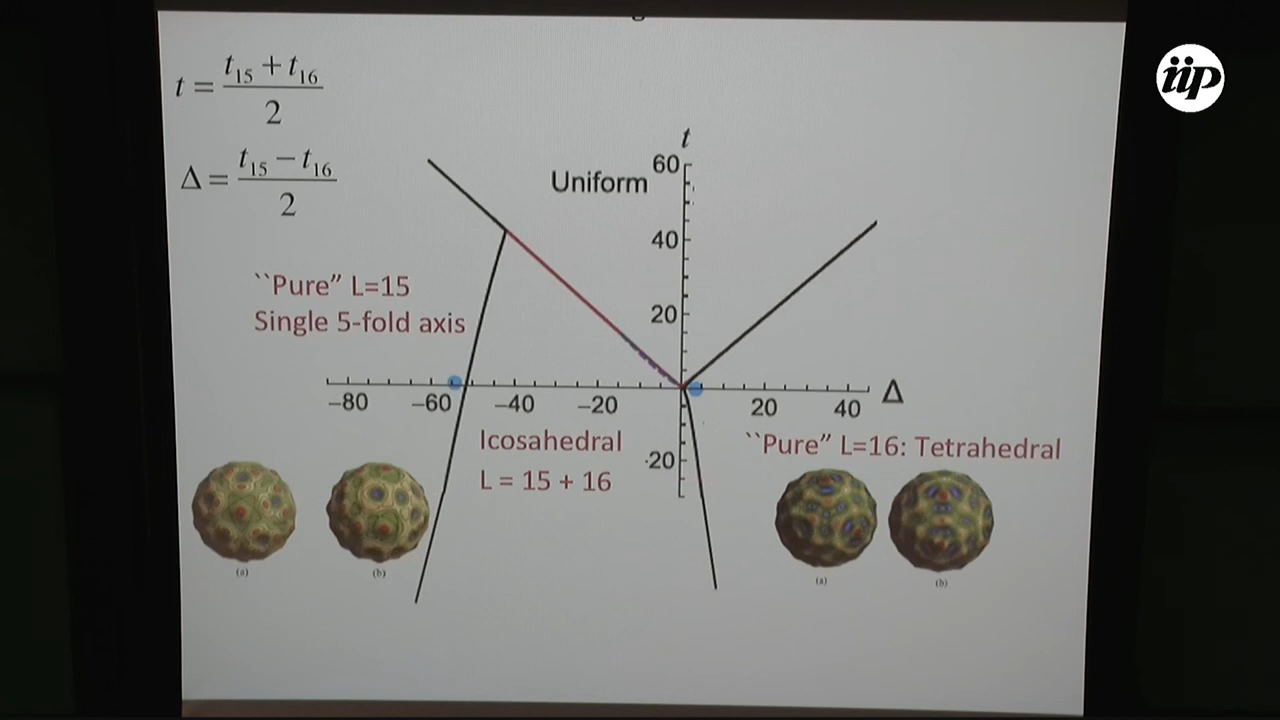 iip
t = (t15 + t16) / 2
Δ = (t15 − t16) / 2
t
60
Uniform
40
20
``Pure” L=15
Single 5-fold axis
−80 −60 −40 −20 20 40 Δ
Icosahedral
L = 15 + 16
-20
``Pure” L=16: Tetrahedral
(a) (b) (a) (b)